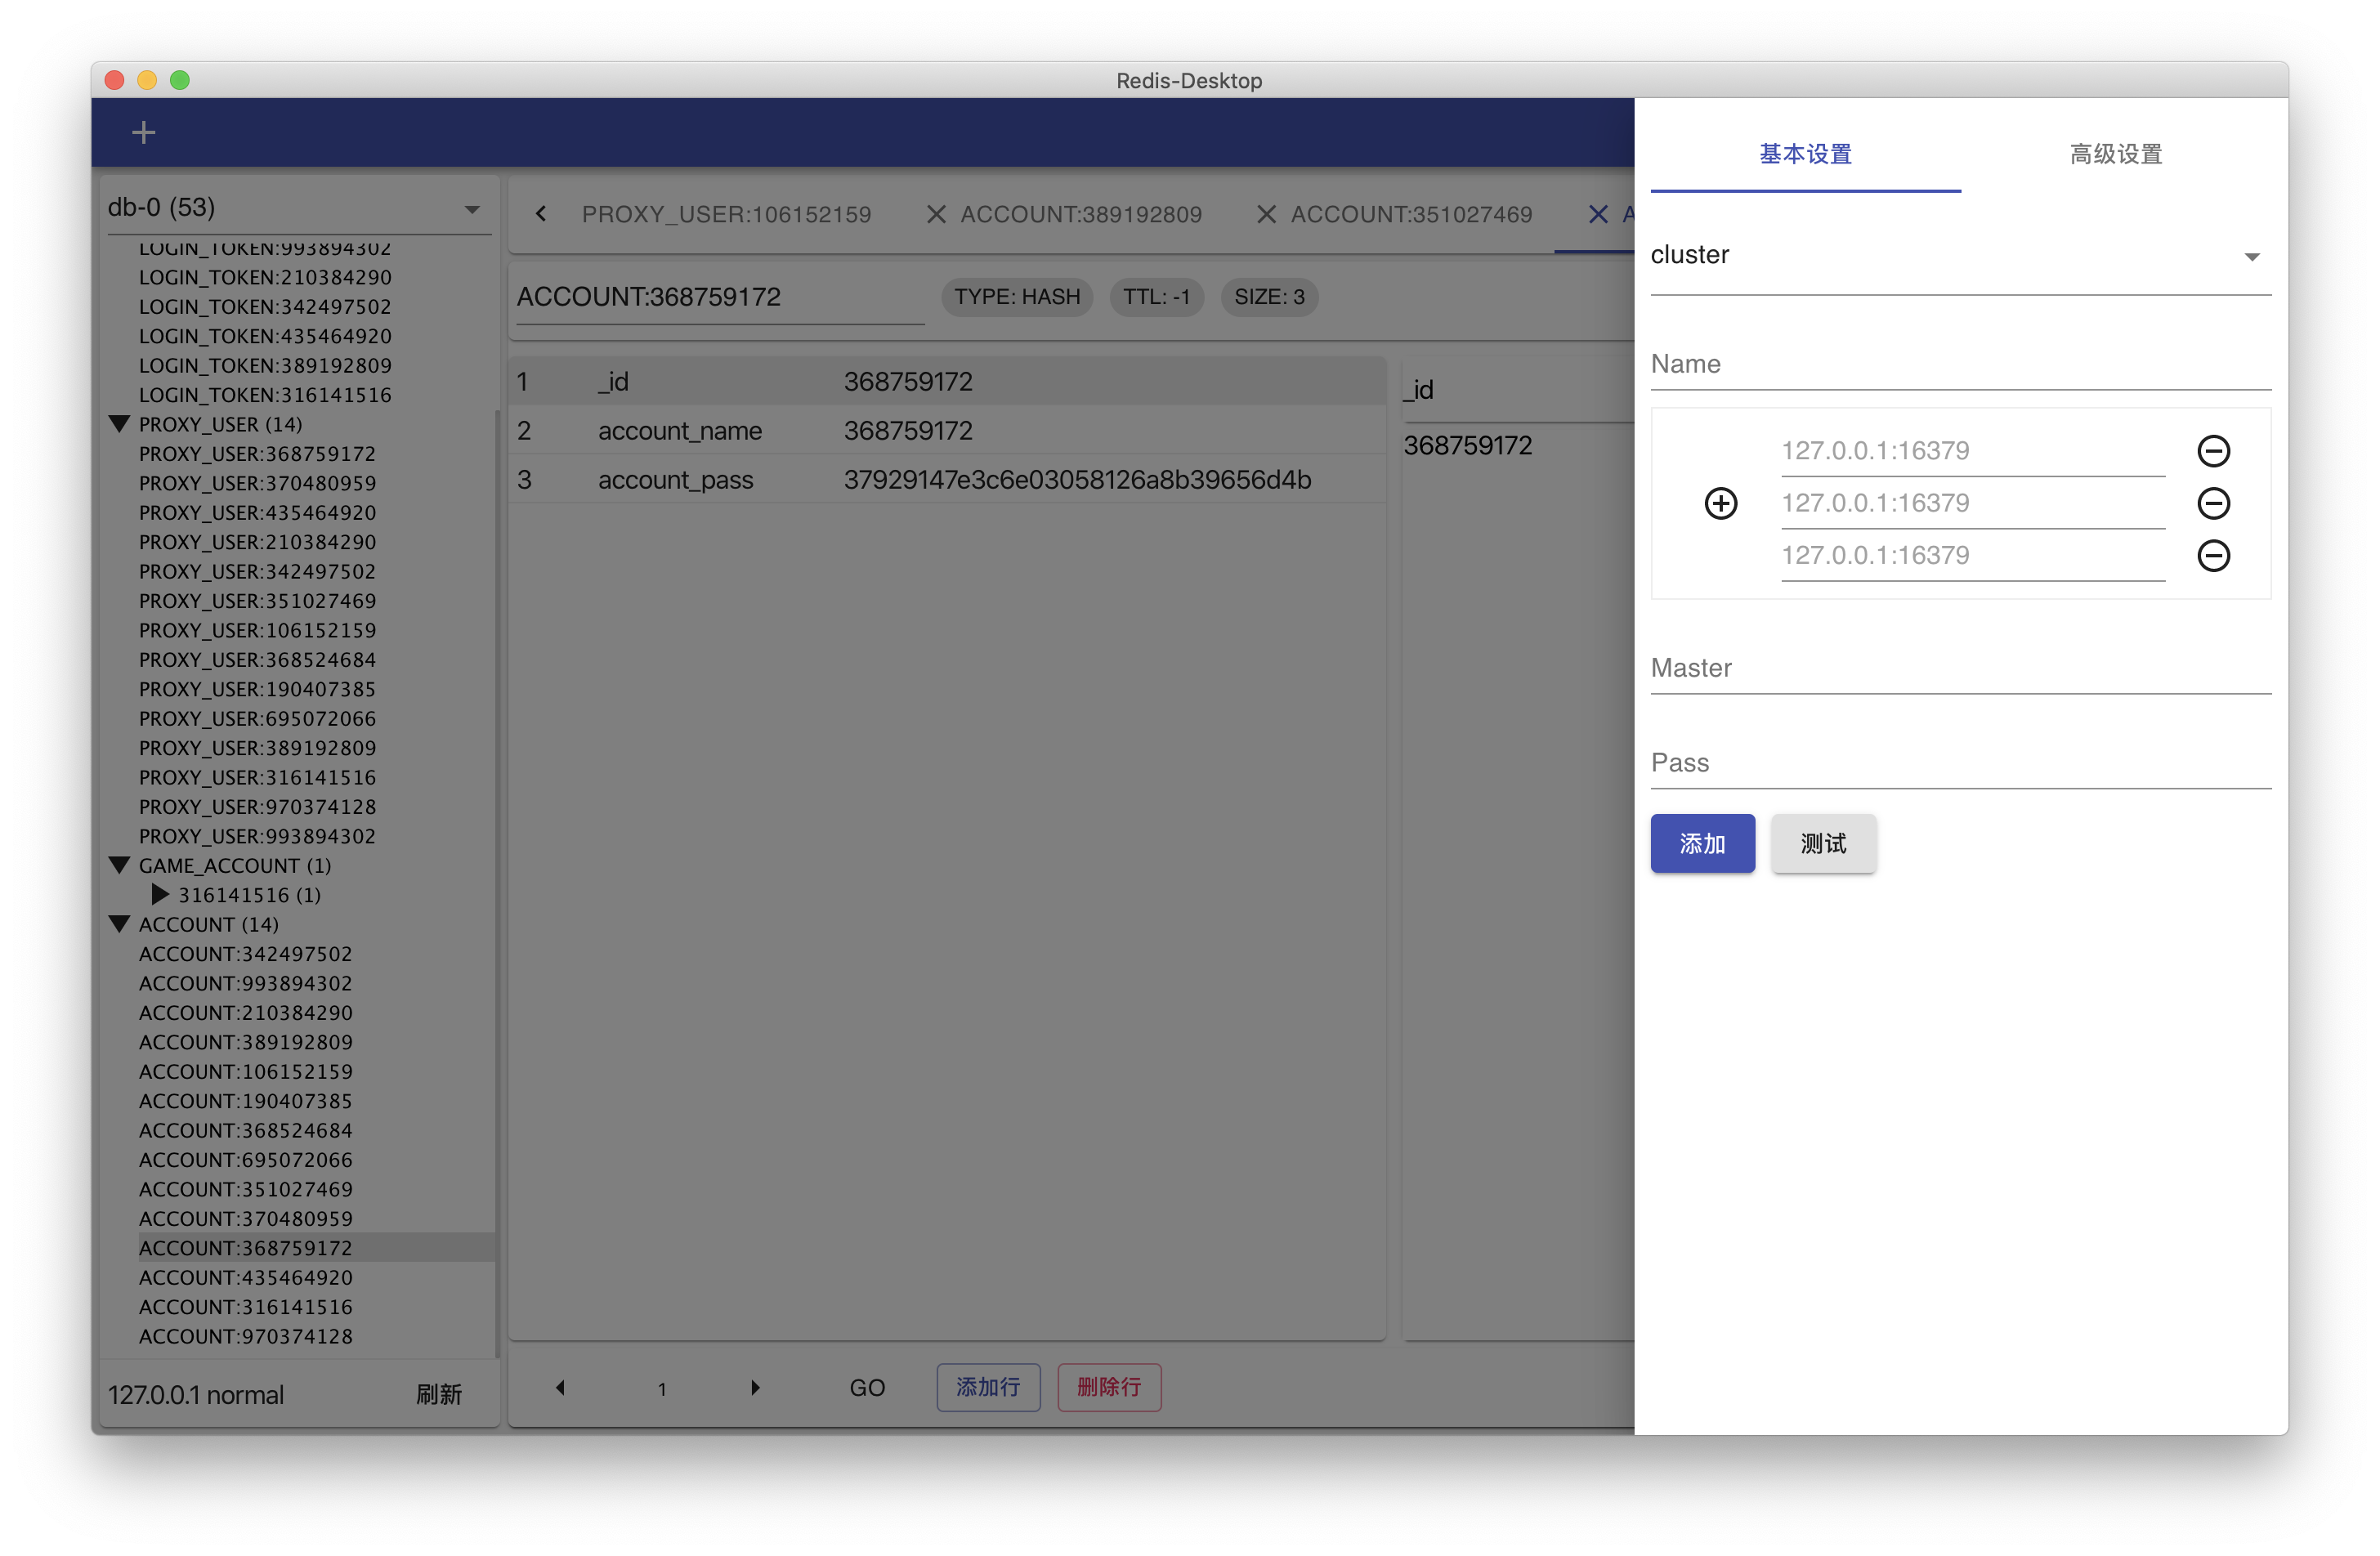 Redis-Desktop
db-0 (53)
LOGIN_TOKEN:993894302
LOGIN_TOKEN:210384290
LOGIN_TOKEN:342497502
LOGIN_TOKEN:435464920
LOGIN_TOKEN:389192809
LOGIN_TOKEN:316141516
PROXY_USER (14)
PROXY_USER:368759172
PROXY_USER:370480959
PROXY_USER:435464920
PROXY_USER:210384290
PROXY_USER:342497502
PROXY_USER:351027469
PROXY_USER:106152159
PROXY_USER:368524684
PROXY_USER:190407385
PROXY_USER:695072066
PROXY_USER:389192809
PROXY_USER:316141516
PROXY_USER:970374128
PROXY_USER:993894302
GAME_ACCOUNT (1)
316141516 (1)
ACCOUNT (14)
ACCOUNT:342497502
ACCOUNT:993894302
ACCOUNT:210384290
ACCOUNT:389192809
ACCOUNT:106152159
ACCOUNT:190407385
ACCOUNT:368524684
ACCOUNT:695072066
ACCOUNT:351027469
ACCOUNT:370480959
ACCOUNT:368759172
ACCOUNT:435464920
ACCOUNT:316141516
ACCOUNT:970374128
127.0.0.1 normal 刷新
PROXY_USER:106152159 ACCOUNT:389192809 ACCOUNT:351027469 A
ACCOUNT:368759172 TYPE: HASH TTL: -1 SIZE: 3
1 _id 368759172
2 account_name 368759172
3 account_pass 37929147e3c6e03058126a8b39656d4b
_id
368759172
1 GO 添加行 删除行
基本设置 高级设置
cluster
Name
127.0.0.1:16379
127.0.0.1:16379
127.0.0.1:16379
Master
Pass
添加 测试